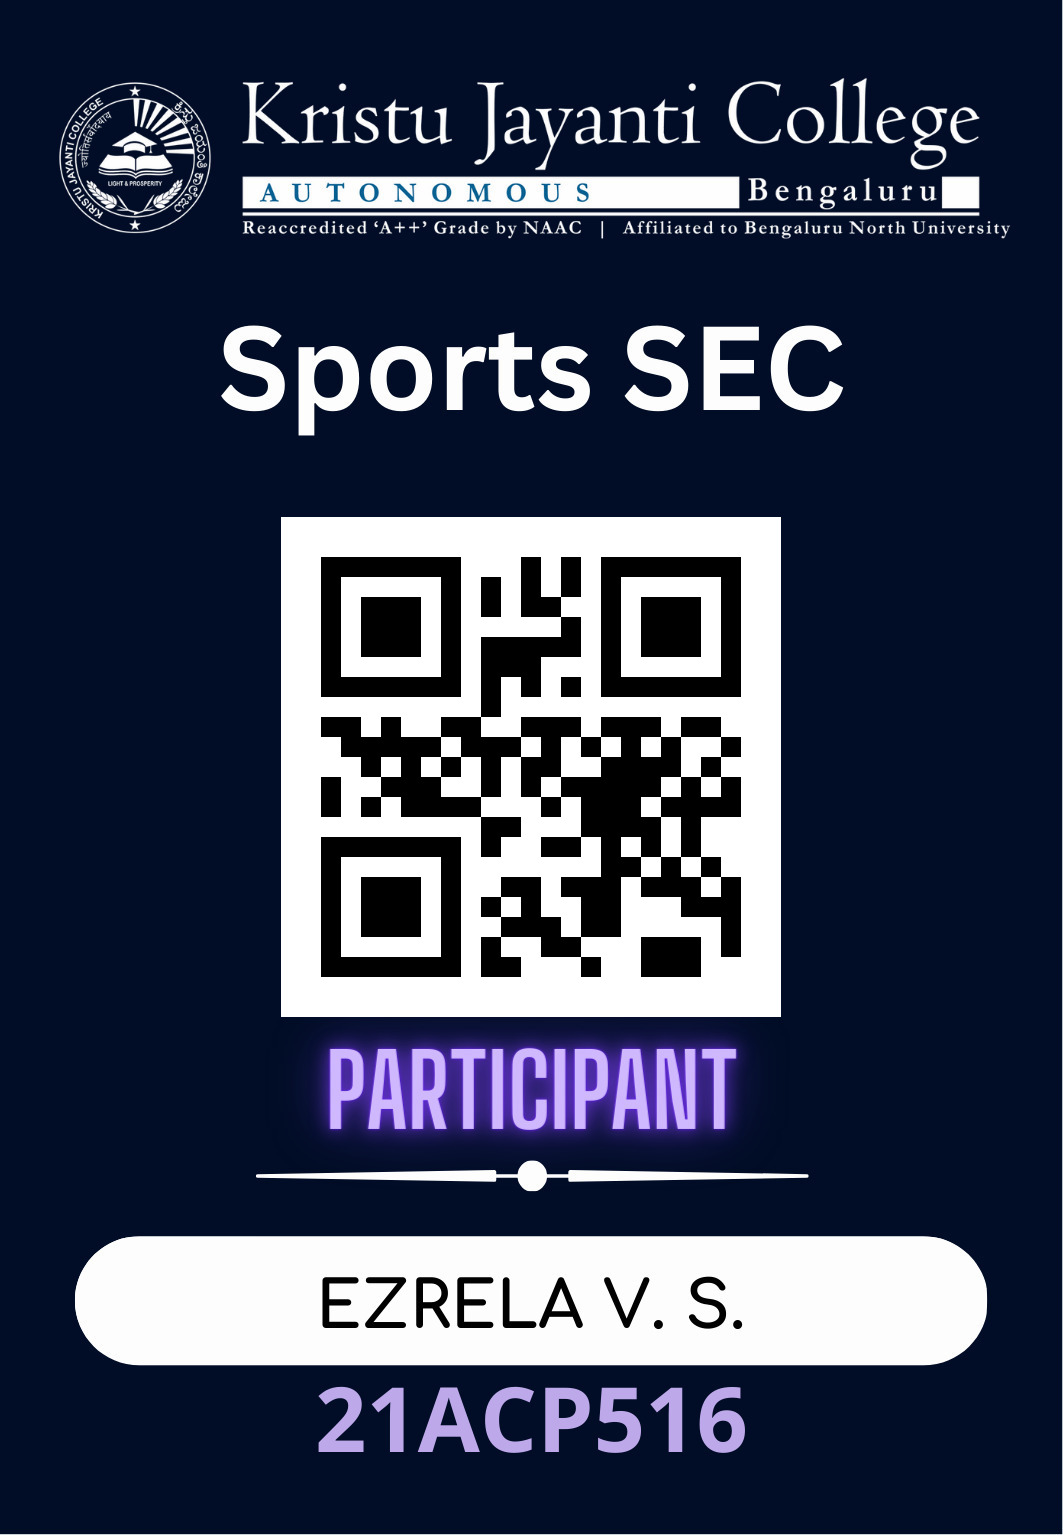 KRISTU JAYANTI COLLEGE
ಕ್ರಿಸ್ತು ಜಯಂತಿ ಕಾಲೇಜು
LIGHT & PROSPERITY
Kristu Jayanti College
AUTONOMOUS Bengaluru
Reaccredited ‘A++’ Grade by NAAC | Affiliated to Bengaluru North University
Sports SEC
PARTICIPANT
EZRELA V. S.
21ACP516